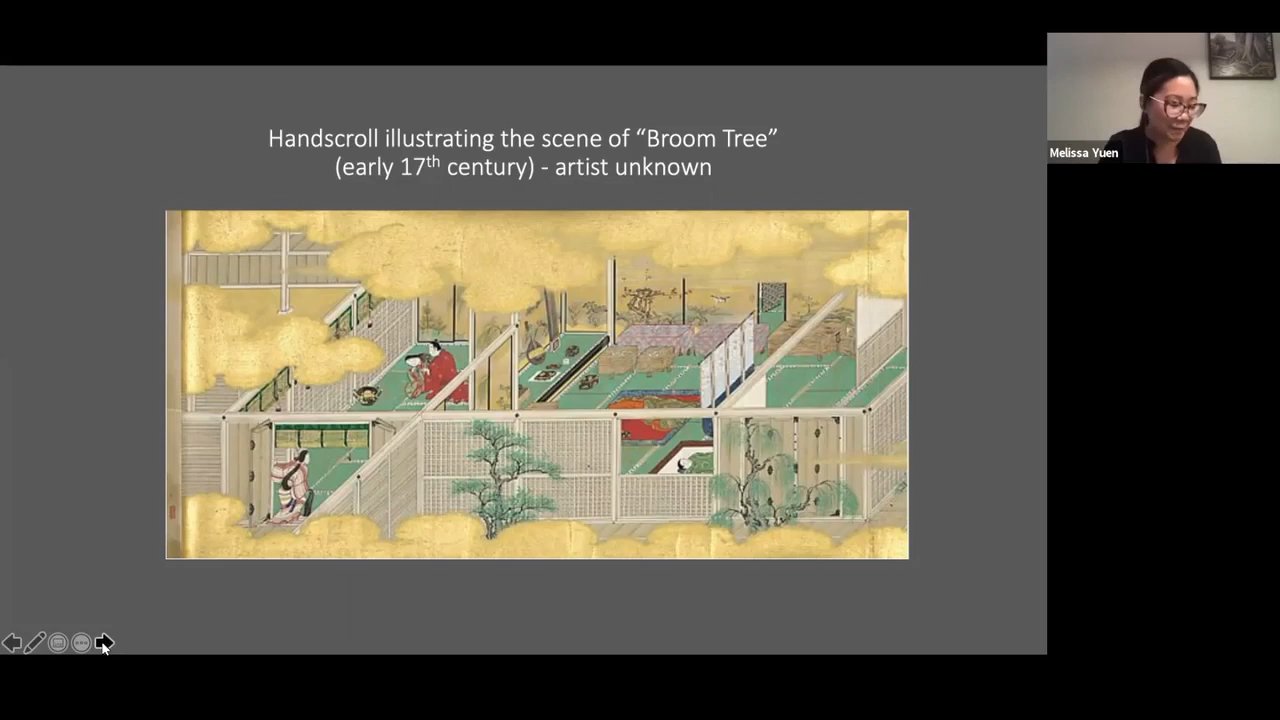 Handscroll illustrating the scene of “Broom Tree”
(early 17th century) - artist unknown
Melissa Yuen